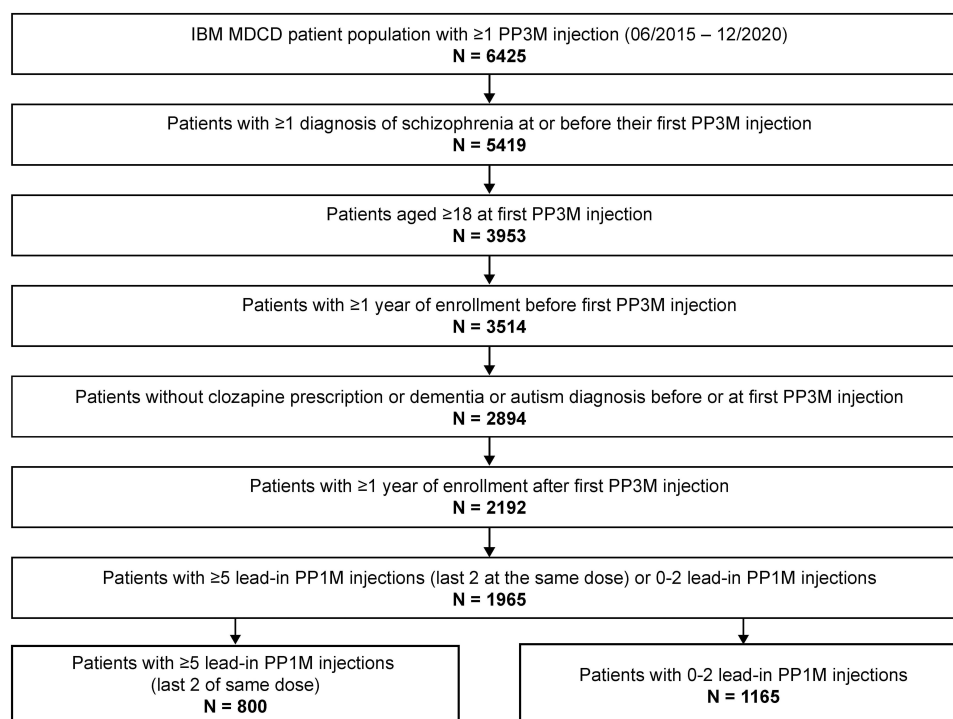 IBM MDCD patient population with ≥1 PP3M injection (06/2015 – 12/2020)
N = 6425
Patients with ≥1 diagnosis of schizophrenia at or before their first PP3M injection
N = 5419
Patients aged ≥18 at first PP3M injection
N = 3953
Patients with ≥1 year of enrollment before first PP3M injection
N = 3514
Patients without clozapine prescription or dementia or autism diagnosis before or at first PP3M injection
N = 2894
Patients with ≥1 year of enrollment after first PP3M injection
N = 2192
Patients with ≥5 lead-in PP1M injections (last 2 at the same dose) or 0-2 lead-in PP1M injections
N = 1965
Patients with ≥5 lead-in PP1M injections
(last 2 of same dose)
N = 800
Patients with 0-2 lead-in PP1M injections
N = 1165